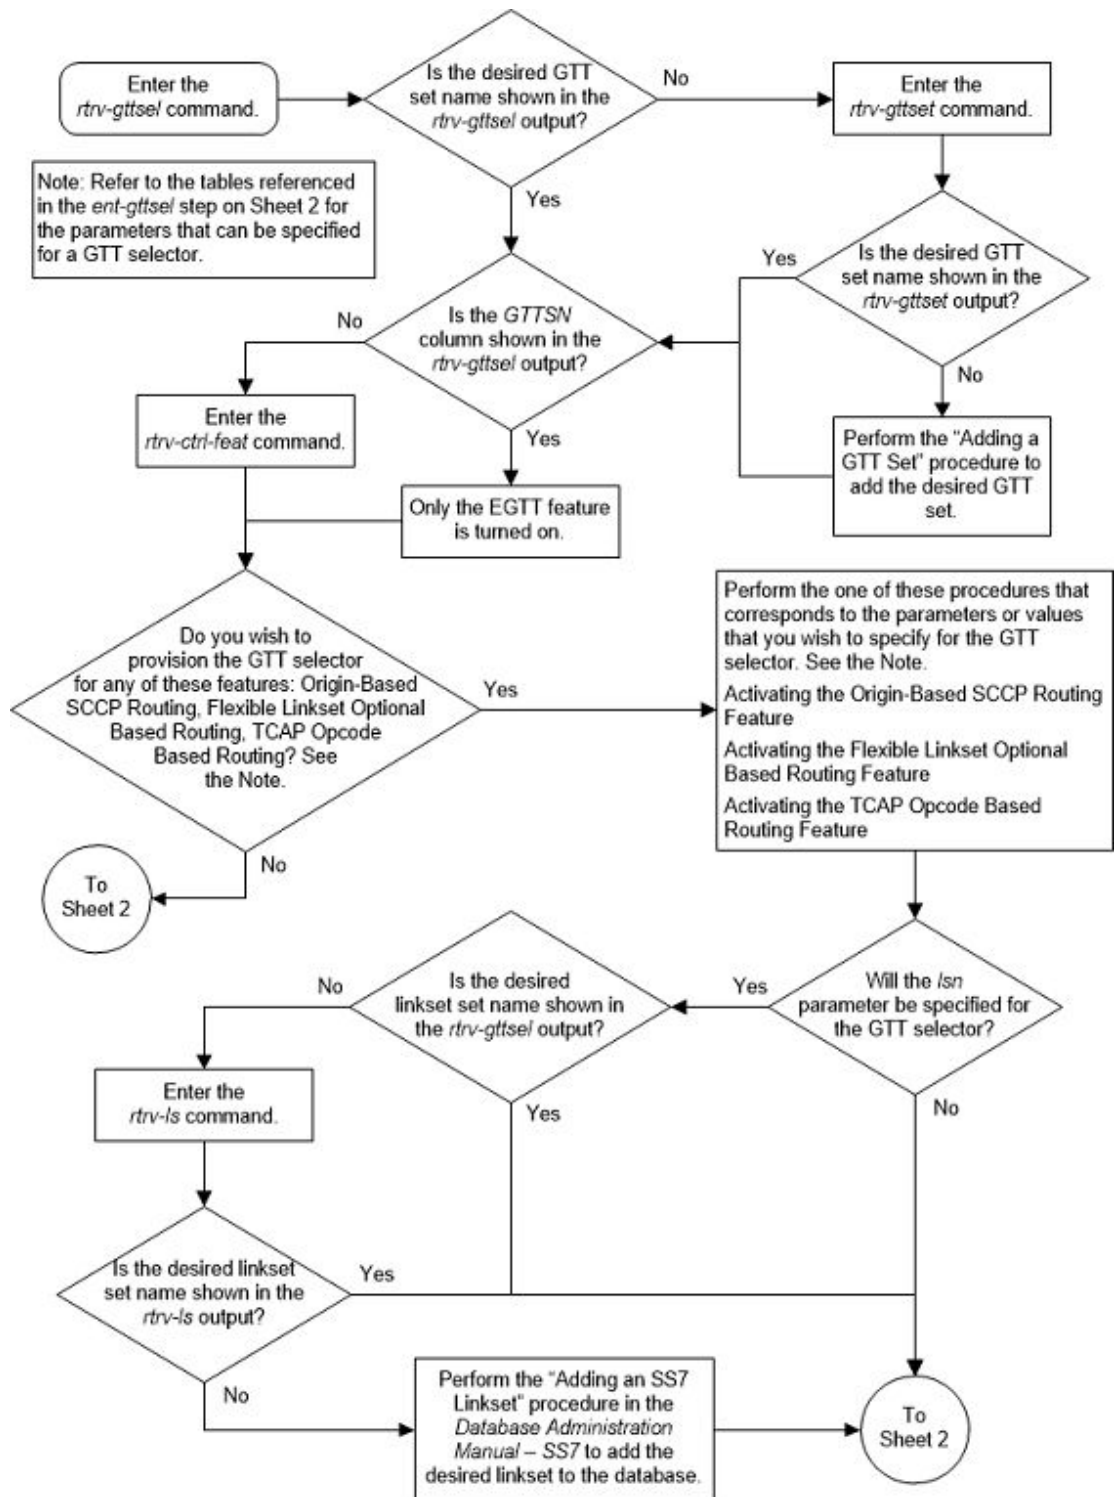 Enter the
rtrv-gttsel command.
Is the desired GTT
set name shown in the
rtrv-gttsel output?
No
Enter the
rtrv-gttset command.
Note: Refer to the tables referenced
in the ent-gttsel step on Sheet 2 for
the parameters that can be specified
for a GTT selector.
Yes
Is the desired GTT
set name shown in the
rtrv-gttset output?
Yes
No
Is the GTTSN
column shown in the
rtrv-gttsel output?
No
Yes
Enter the
rtrv-ctrl-feat command.
Perform the “Adding a
GTT Set” procedure to
add the desired GTT
set.
Only the EGTT feature
is turned on.
Do you wish to
provision the GTT selector
for any of these features: Origin-Based
SCCP Routing, Flexible Linkset Optional
Based Routing, TCAP Opcode
Based Routing? See
the Note.
Yes
No
To
Sheet 2
Perform the one of these procedures that
corresponds to the parameters or values
that you wish to specify for the GTT
selector. See the Note.
Activating the Origin-Based SCCP Routing
Feature
Activating the Flexible Linkset Optional
Based Routing Feature
Activating the TCAP Opcode Based
Routing Feature
Will the lsn
parameter be specified for
the GTT selector?
Yes
No
Is the desired
linkset set name shown in
the rtrv-gttsel output?
No
Yes
Enter the
rtrv-ls command.
Is the desired linkset
set name shown in the
rtrv-ls output?
Yes
No
Perform the “Adding an SS7
Linkset” procedure in the
Database Administration
Manual – SS7 to add the
desired linkset to the database.
To
Sheet 2